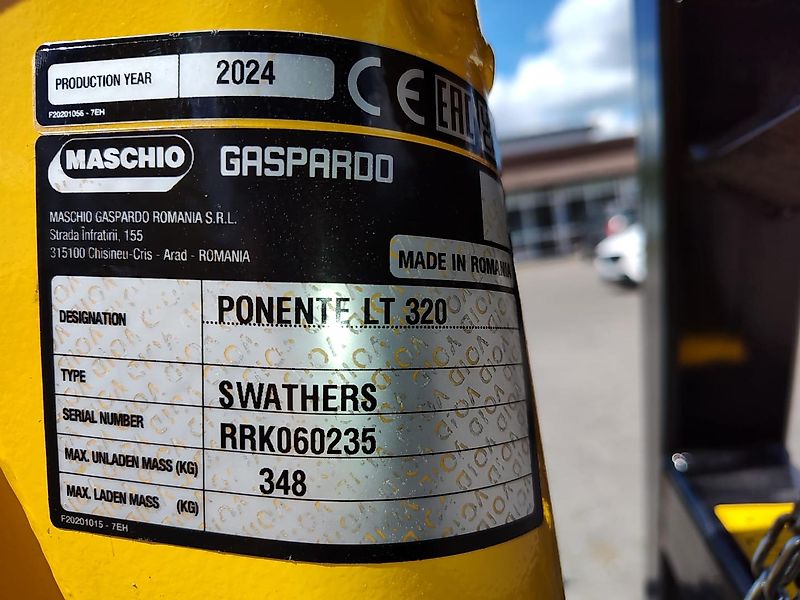 PRODUCTION YEAR 2024 CE EAC
F20201056 - 7EH
MASCHIO GASPARDO
MASCHIO GASPARDO ROMANIA S.R.L.
Strada Înfratirii, 155
315100 Chisineu-Cris - Arad - ROMANIA
MADE IN ROMANIA
DESIGNATION PONENTE LT 320
TYPE SWATHERS
SERIAL NUMBER RRK060235
MAX. UNLADEN MASS (KG) 348
MAX. LADEN MASS (KG)
F20201015 - 7EH